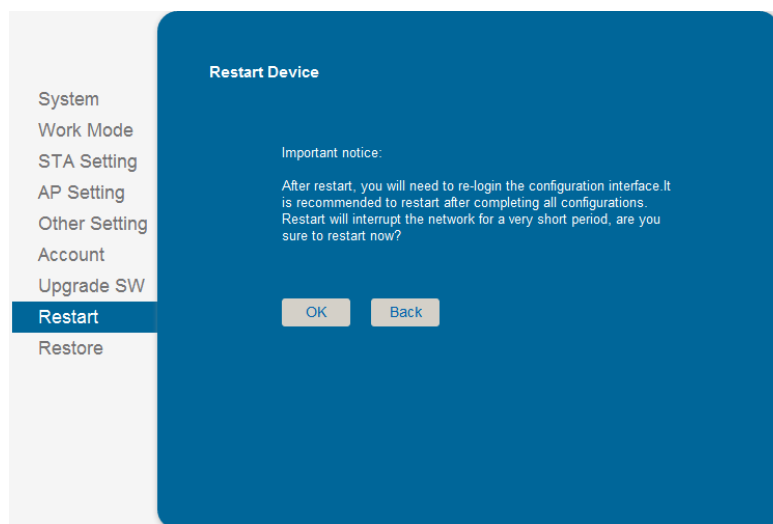 System
Work Mode
STA Setting
AP Setting
Other Setting
Account
Upgrade SW
Restart
Restore
Restart Device
Important notice:
After restart, you will need to re-login the configuration interface.It
is recommended to restart after completing all configurations.
Restart will interrupt the network for a very short period, are you
sure to restart now?
OK
Back